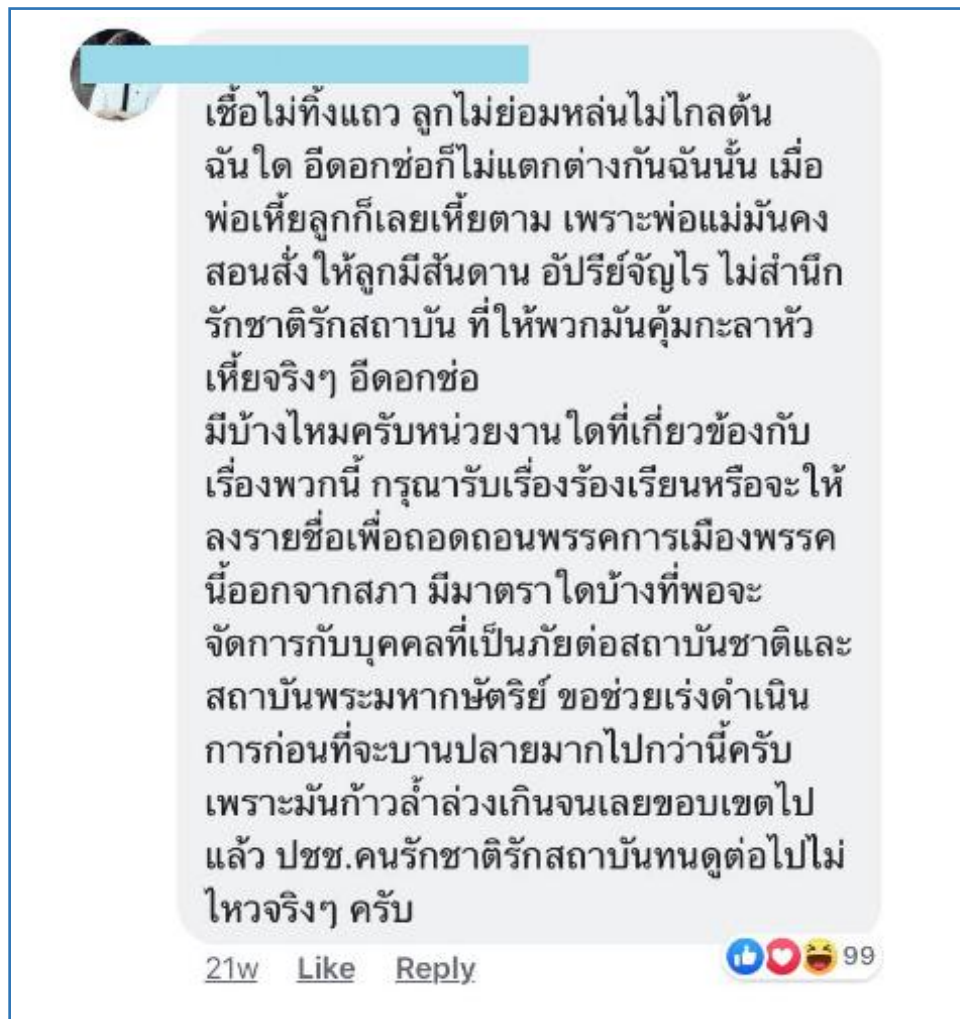 เชื้อไม่ทิ้งแถว ลูกไม่ย่อมหล่นไม่ไกลต้น
ฉันใด อีดอกช่อก็ไม่แตกต่างกันฉันนั้น เมื่อ
พ่อเหี้ยลูกก็เลยเหี้ยตาม เพราะพ่อแม่มันคง
สอนสั่งให้ลูกมีสันดาน อัปรีย์จัญไร ไม่สำนึก
รักชาติรักสถาบัน ที่ให้พวกมันคุ้มกะลาหัว
เหี้ยจริงๆ อีดอกช่อ
มีบ้างไหมครับหน่วยงานใดที่เกี่ยวข้องกับ
เรื่องพวกนี้ กรุณารับเรื่องร้องเรียนหรือจะให้
ลงรายชื่อเพื่อถอดถอนพรรคการเมืองพรรค
นี้ออกจากสภา มีมาตราใดบ้างที่พอจะ
จัดการกับบุคคลที่เป็นภัยต่อสถาบันชาติและ
สถาบันพระมหากษัตริย์ ขอช่วยเร่งดำเนิน
การก่อนที่จะบานปลายมากไปกว่านี้ครับ
เพราะมันก้าวล้ำล่วงเกินจนเลยขอบเขตไป
แล้ว ปชช.คนรักชาติรักสถาบันทนดูต่อไปไม่
ไหวจริงๆ ครับ
21w Like Reply 99